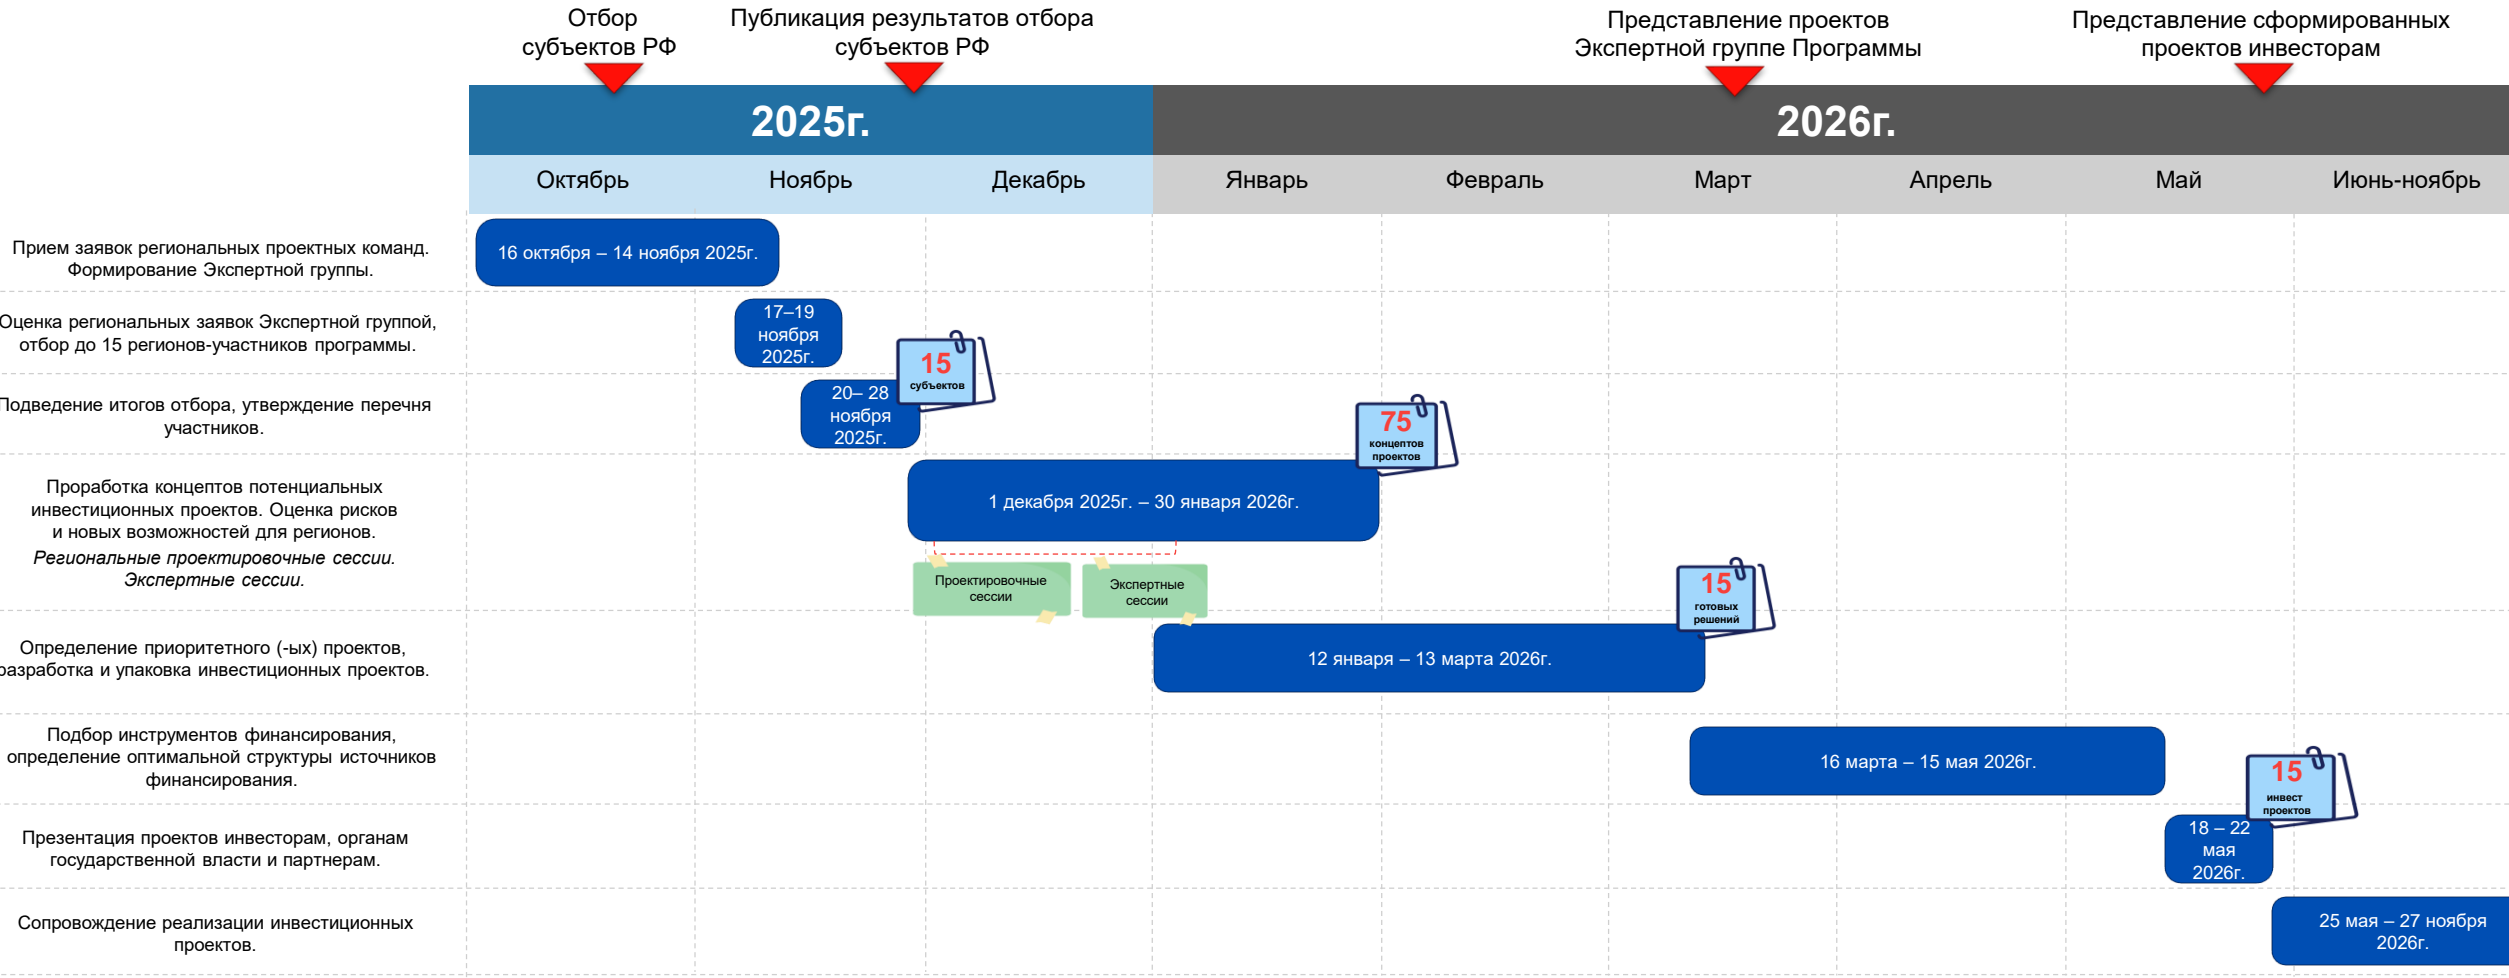 Отбор
субъектов РФ
Публикация результатов отбора
субъектов РФ
Представление проектов
Экспертной группе Программы
Представление сформированных
проектов инвесторам
2025г.
2026г.
Октябрь
Ноябрь
Декабрь
Январь
Февраль
Март
Апрель
Май
Июнь-ноябрь
Прием заявок региональных проектных команд.
Формирование Экспертной группы.
16 октября – 14 ноября 2025г.
Оценка региональных заявок Экспертной группой,
отбор до 15 регионов-участников программы.
17–19
ноября
2025г.
15
субъектов
Подведение итогов отбора, утверждение перечня
участников.
20– 28
ноября
2025г.
75
концептов
проектов
Проработка концептов потенциальных
инвестиционных проектов. Оценка рисков
и новых возможностей для регионов.
Региональные проектировочные сессии.
Экспертные сессии.
1 декабря 2025г. – 30 января 2026г.
Проектировочные
сессии
Экспертные
сессии
15
готовых
решений
Определение приоритетного (-ых) проектов,
разработка и упаковка инвестиционных проектов.
12 января – 13 марта 2026г.
Подбор инструментов финансирования,
определение оптимальной структуры источников
финансирования.
16 марта – 15 мая 2026г.
15
инвест
проектов
Презентация проектов инвесторам, органам
государственной власти и партнерам.
18 – 22
мая
2026г.
Сопровождение реализации инвестиционных
проектов.
25 мая – 27 ноября
2026г.